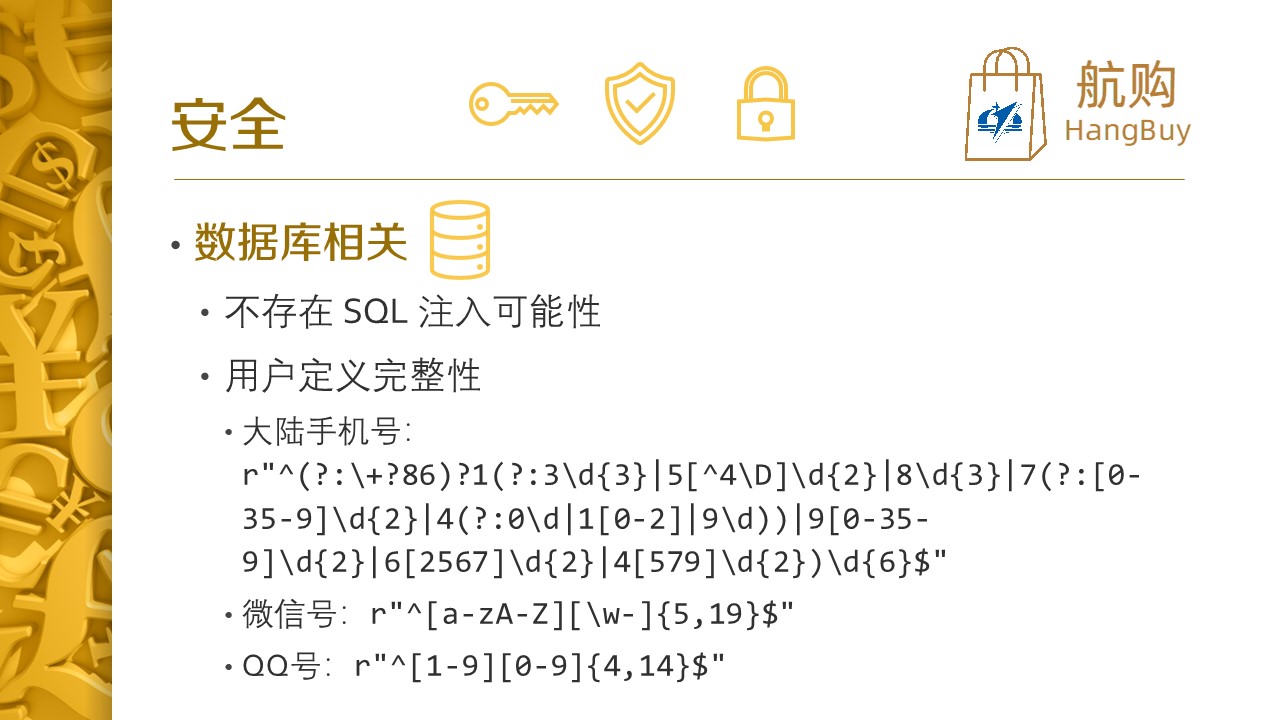 安全
航购
HangBuy
• 数据库相关
• 不存在 SQL 注入可能性
• 用户定义完整性
• 大陆手机号：
r"^(?:\+?86)?1(?:3\d{3}|5[^4\D]\d{2}|8\d{3}|7(?:[0-
35-9]\d{2}|4(?:0\d|1[0-2]|9\d))|9[0-35-
9]\d{2}|6[2567]\d{2}|4[579]\d{2})\d{6}$"
• 微信号：r"^[a-zA-Z][\w-]{5,19}$"
• QQ号：r"^[1-9][0-9]{4,14}$"